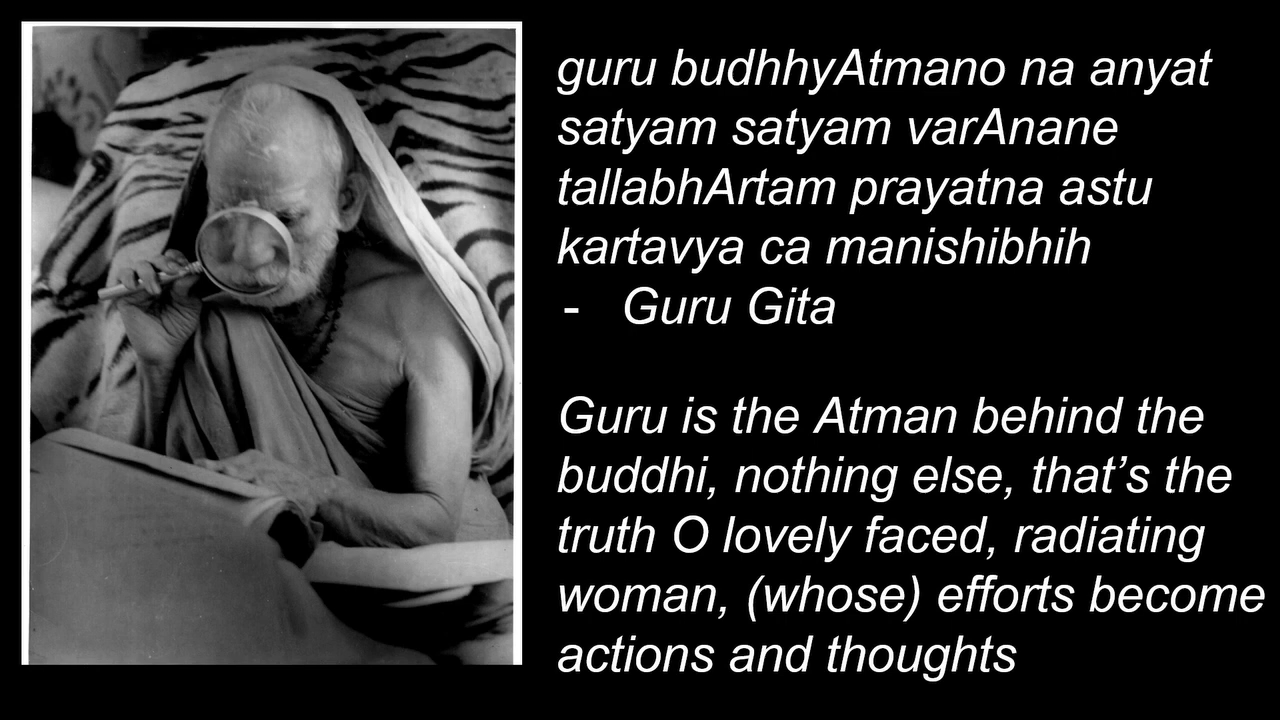 guru budhhyAtmano na anyat
satyam satyam varAnane
tallabhArtam prayatna astu
kartavya ca manishibhih
- Guru Gita
Guru is the Atman behind the
buddhi, nothing else, that’s the
truth O lovely faced, radiating
woman, (whose) efforts become
actions and thoughts